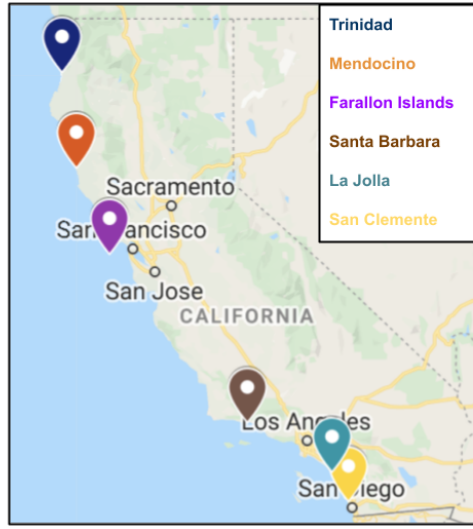 Trinidad
Mendocino
Farallon Islands
Santa Barbara
La Jolla
San Clemente
Sacramento
San Francisco
San Jose
CALIFORNIA
Los Angeles
San Diego